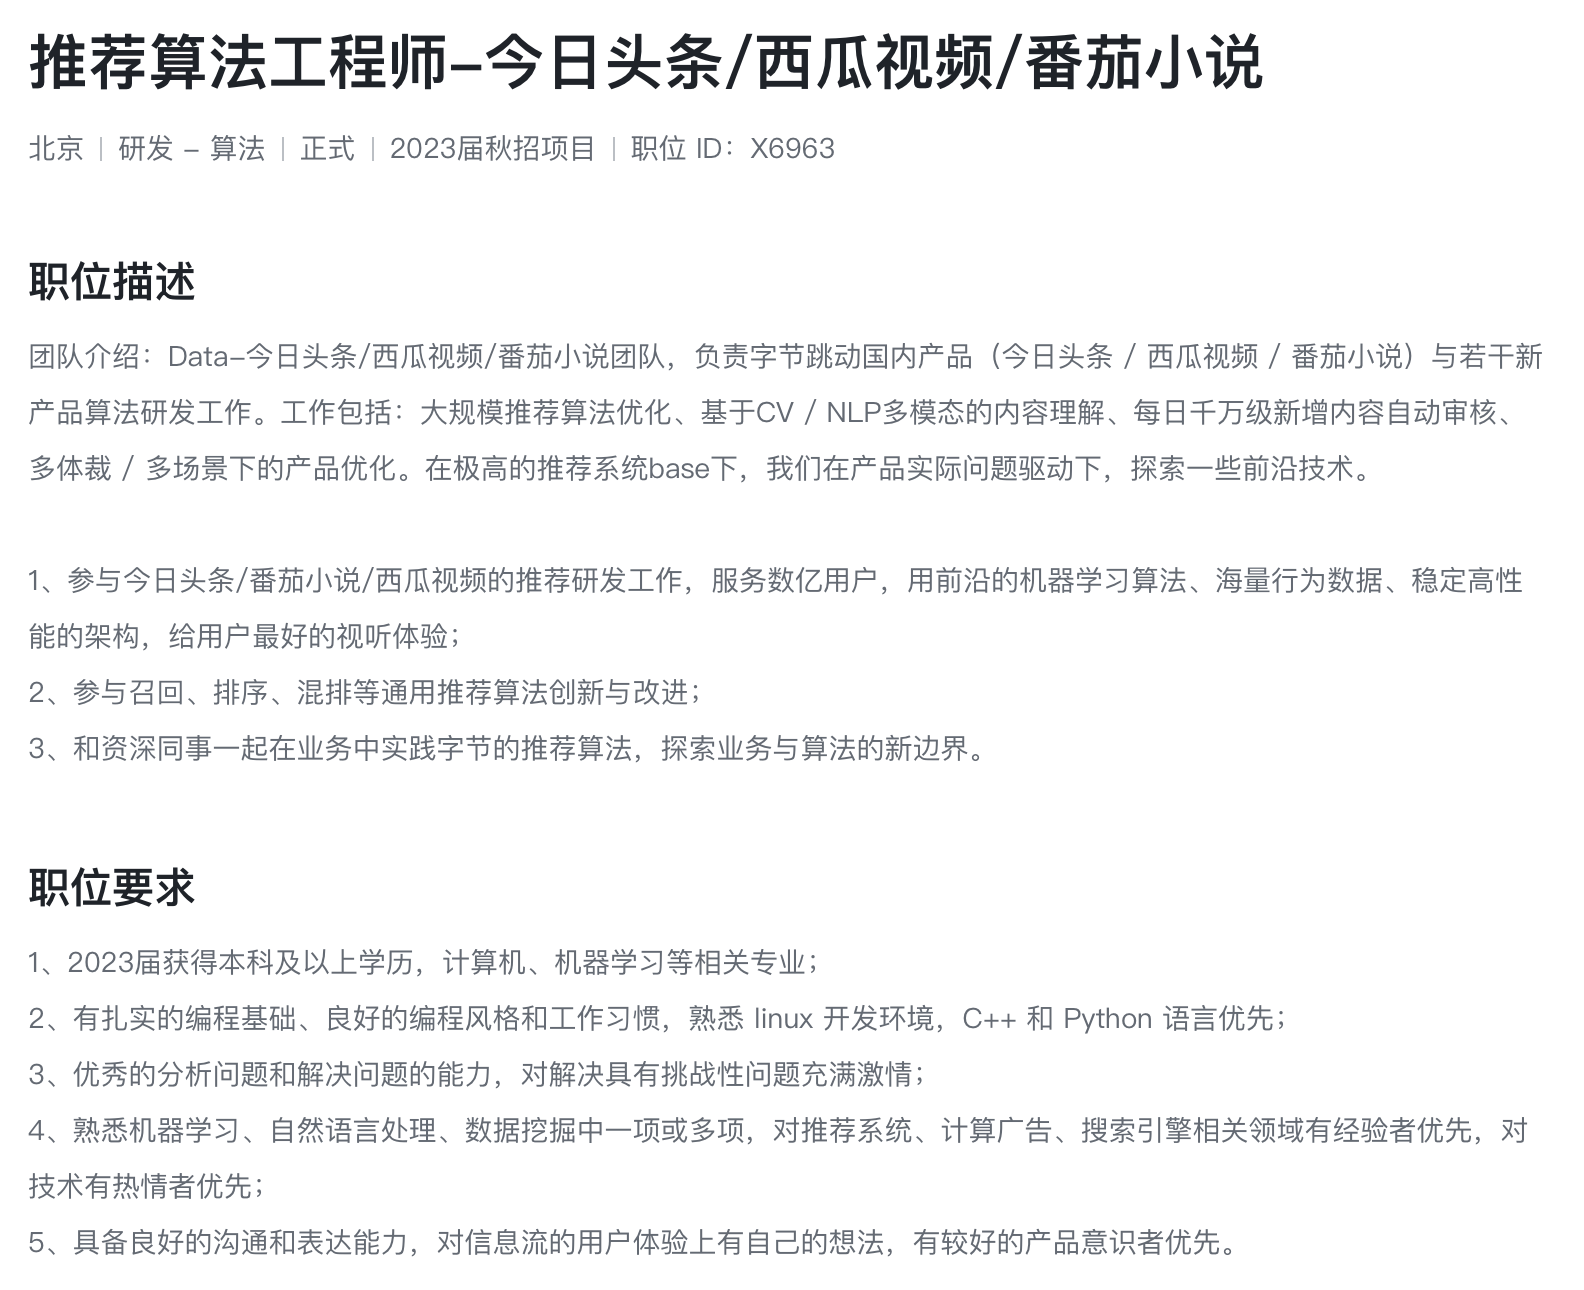 推荐算法工程师-今日头条/西瓜视频/番茄小说
北京 | 研发 - 算法 | 正式 | 2023届秋招项目 | 职位 ID：X6963
职位描述
团队介绍：Data-今日头条/西瓜视频/番茄小说团队，负责字节跳动国内产品（今日头条 / 西瓜视频 / 番茄小说）与若干新
产品算法研发工作。工作包括：大规模推荐算法优化、基于CV / NLP多模态的内容理解、每日千万级新增内容自动审核、
多体裁 / 多场景下的产品优化。在极高的推荐系统base下，我们在产品实际问题驱动下，探索一些前沿技术。
1、参与今日头条/番茄小说/西瓜视频的推荐研发工作，服务数亿用户，用前沿的机器学习算法、海量行为数据、稳定高性
能的架构，给用户最好的视听体验；
2、参与召回、排序、混排等通用推荐算法创新与改进；
3、和资深同事一起在业务中实践字节的推荐算法，探索业务与算法的新边界。
职位要求
1、2023届获得本科及以上学历，计算机、机器学习等相关专业；
2、有扎实的编程基础、良好的编程风格和工作习惯，熟悉 linux 开发环境，C++ 和 Python 语言优先；
3、优秀的分析问题和解决问题的能力，对解决具有挑战性问题充满激情；
4、熟悉机器学习、自然语言处理、数据挖掘中一项或多项，对推荐系统、计算广告、搜索引擎相关领域有经验者优先，对
技术有热情者优先；
5、具备良好的沟通和表达能力，对信息流的用户体验上有自己的想法，有较好的产品意识者优先。